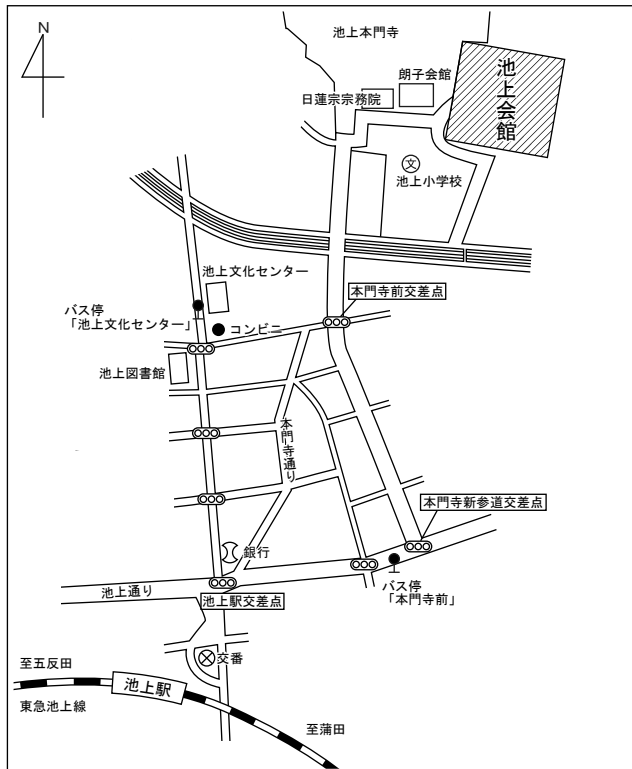 N
池上本門寺
朗子会館
日蓮宗宗務院
池上会館
文
池上小学校
池上文化センター
本門寺前交差点
バス停
「池上文化センター」
コンビニ
池上図書館
本門寺通り
本門寺新参道交差点
銀行
池上通り
池上駅交差点
バス停
「本門寺前」
交番
至五反田
池上駅
東急池上線
至蒲田